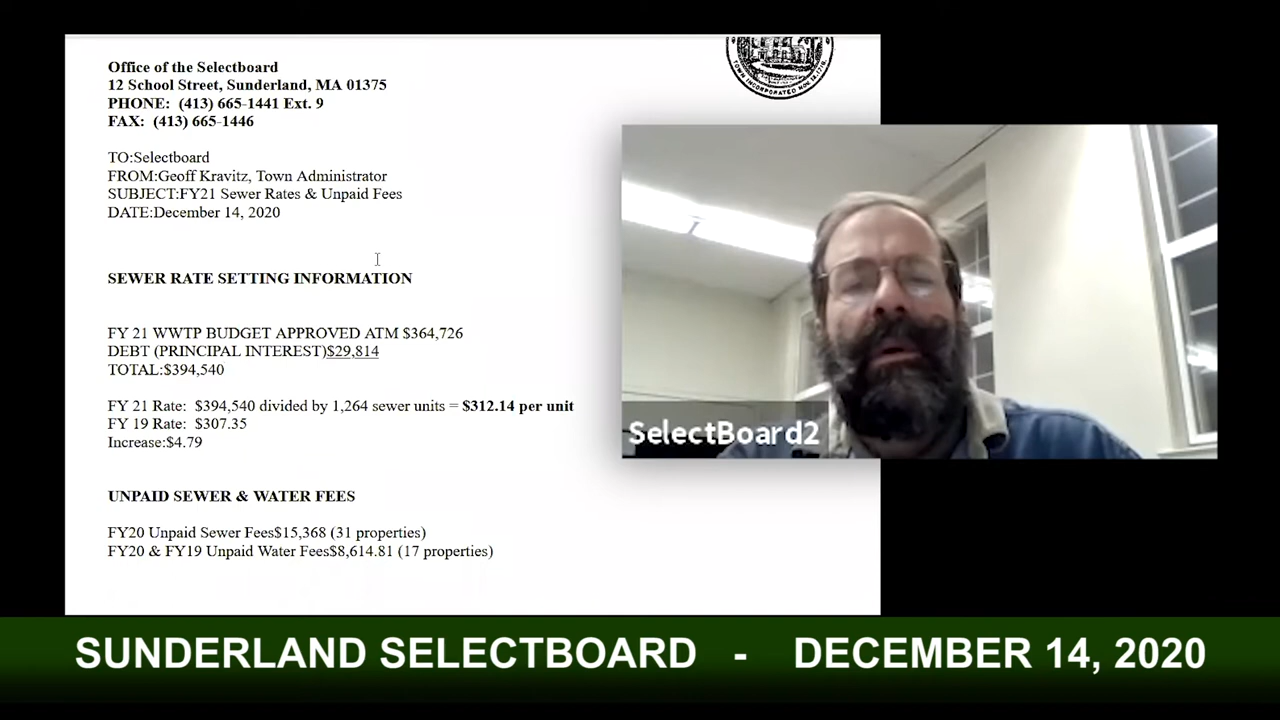 Office of the Selectboard
12 School Street, Sunderland, MA 01375
PHONE: (413) 665-1441 Ext. 9
FAX: (413) 665-1446
TO:Selectboard
FROM:Geoff Kravitz, Town Administrator
SUBJECT:FY21 Sewer Rates & Unpaid Fees
DATE:December 14, 2020
SEWER RATE SETTING INFORMATION
FY 21 WWTP BUDGET APPROVED ATM $364,726
DEBT (PRINCIPAL INTEREST)$29,814
TOTAL:$394,540
FY 21 Rate: $394,540 divided by 1,264 sewer units = $312.14 per unit
FY 19 Rate: $307.35
Increase:$4.79
UNPAID SEWER & WATER FEES
FY20 Unpaid Sewer Fees$15,368 (31 properties)
FY20 & FY19 Unpaid Water Fees$8,614.81 (17 properties)
TOWN INCORPORATED
SelectBoard2
SUNDERLAND SELECTBOARD - DECEMBER 14, 2020